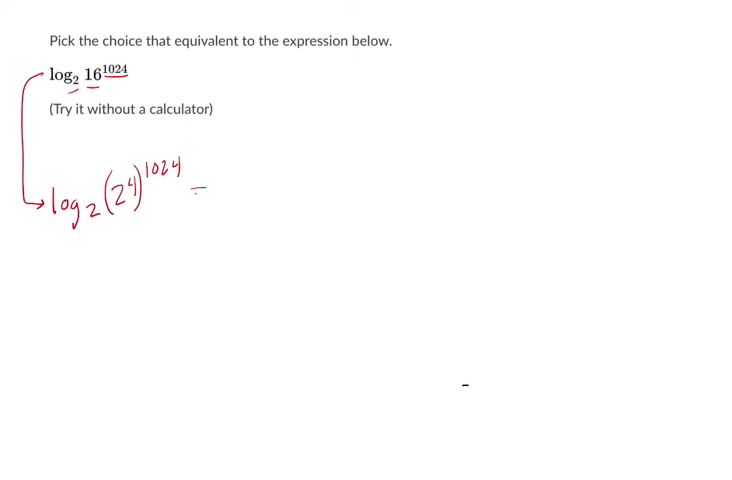 Pick the choice that equivalent to the expression below.
log₂ 16¹⁰²⁴
(Try it without a calculator)
log₂ (2⁴)¹⁰²⁴ =